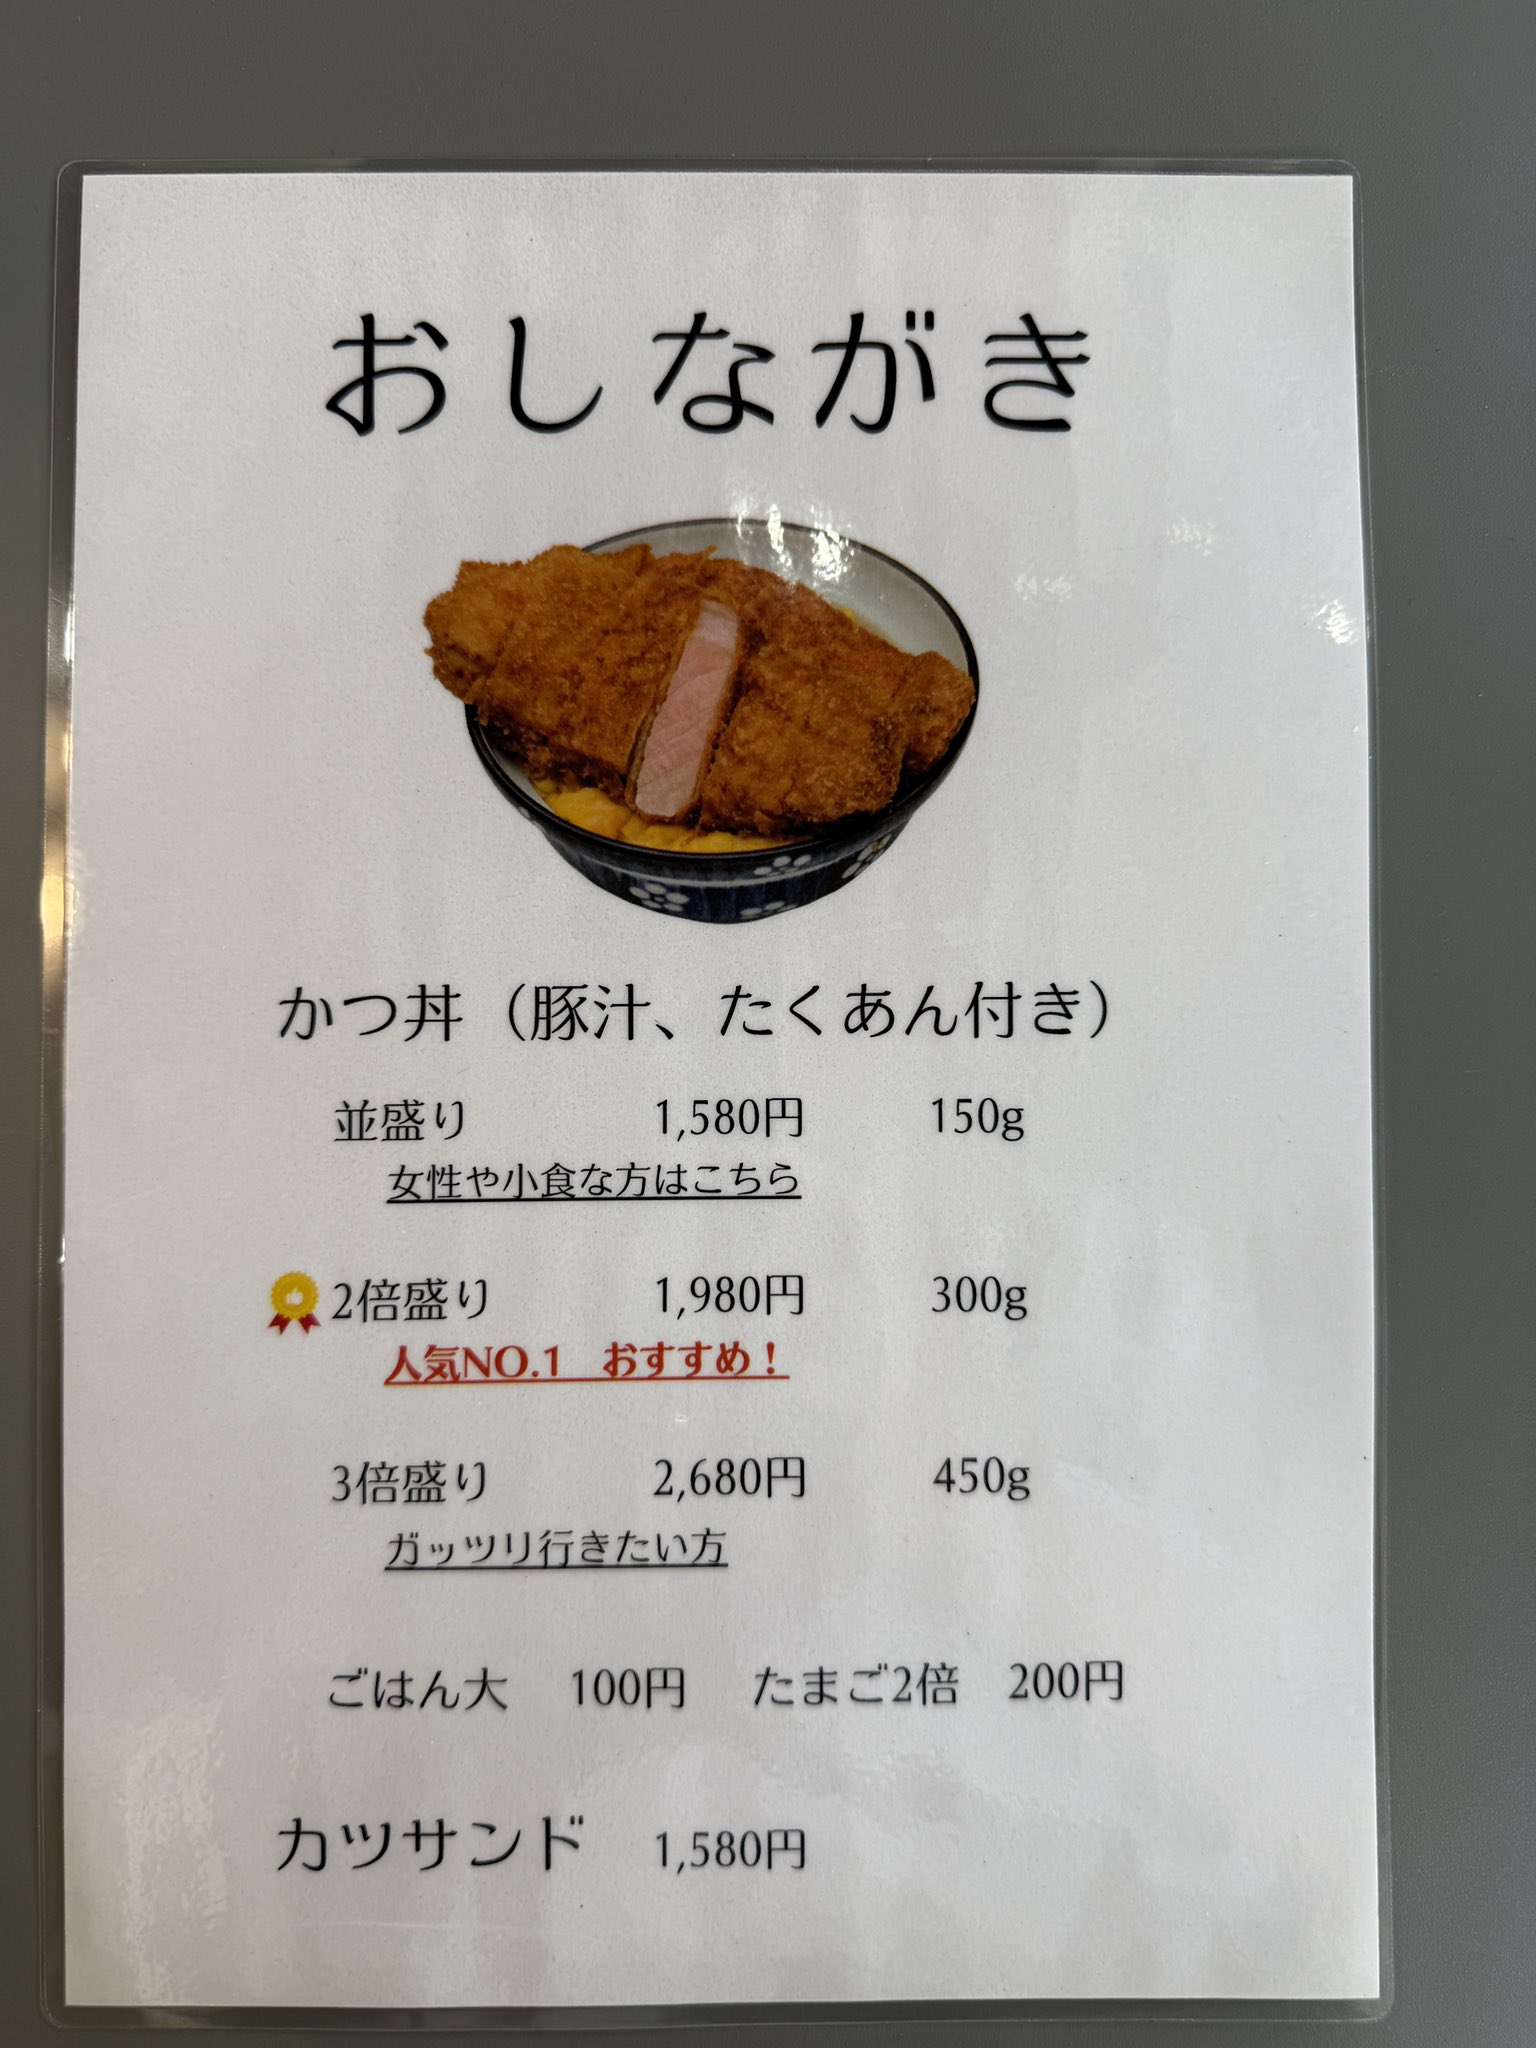 おしながき
かつ丼（豚汁、たくあん付き）
並盛り 1,580円 150g
女性や小食な方はこちら
2倍盛り 1,980円 300g
人気NO.1 おすすめ！
3倍盛り 2,680円 450g
ガッツリ行きたい方
ごはん大 100円 たまご2倍 200円
カツサンド 1,580円